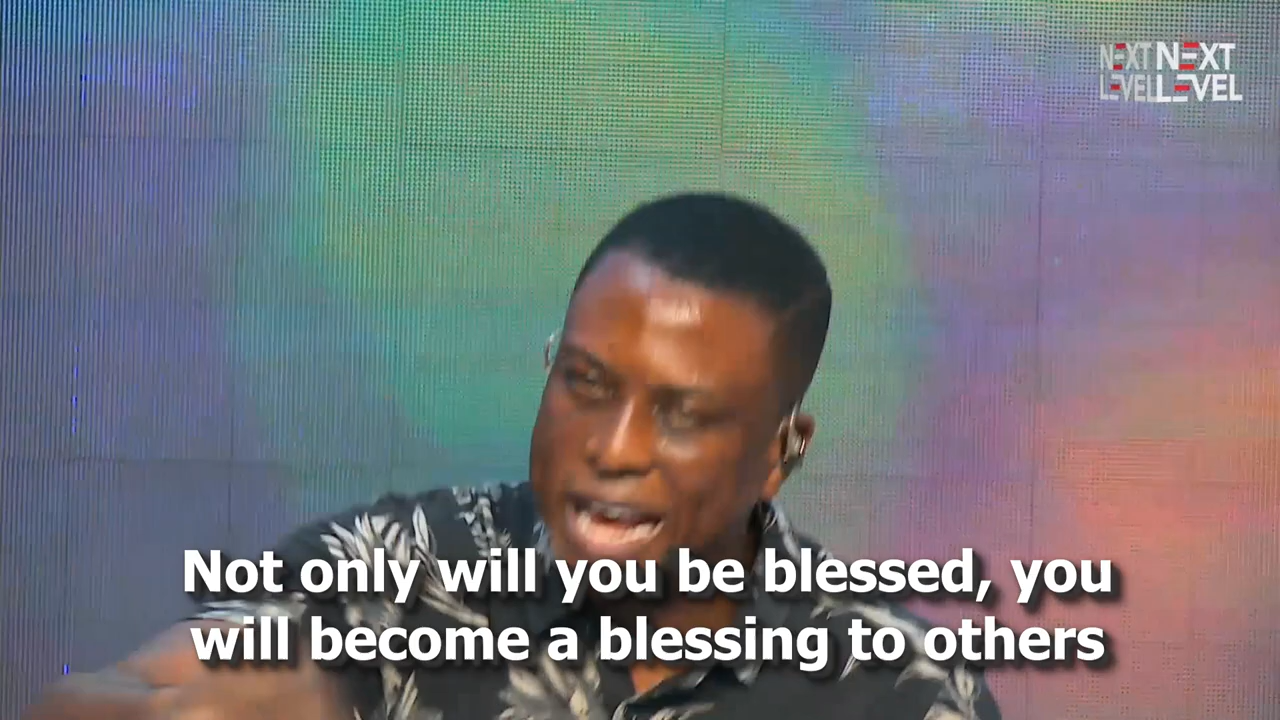 NEXT NEXT
LEVEL LEVEL
Not only will you be blessed, you
will become a blessing to others